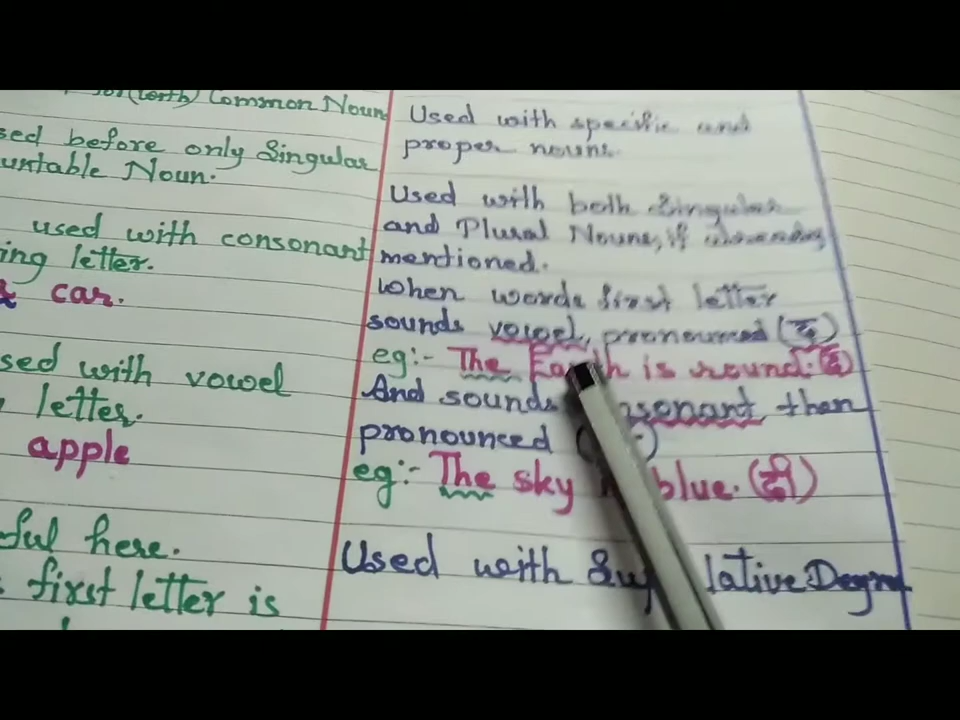 Common Noun
sed before only Singular
untable Noun.
used with consonant
ing letter.
car.
sed with vowel
letter.
apple
ful here.
first letter is
Used with specific and
proper nouns.
Used with both Singular
and Plural Nouns, if
mentioned.
When words first letter
sounds vowel, pronounced
eg:- The Earth is round.
And sounds consonant, then
pronounced
eg:- The sky blue. (दी)
Used with Degree